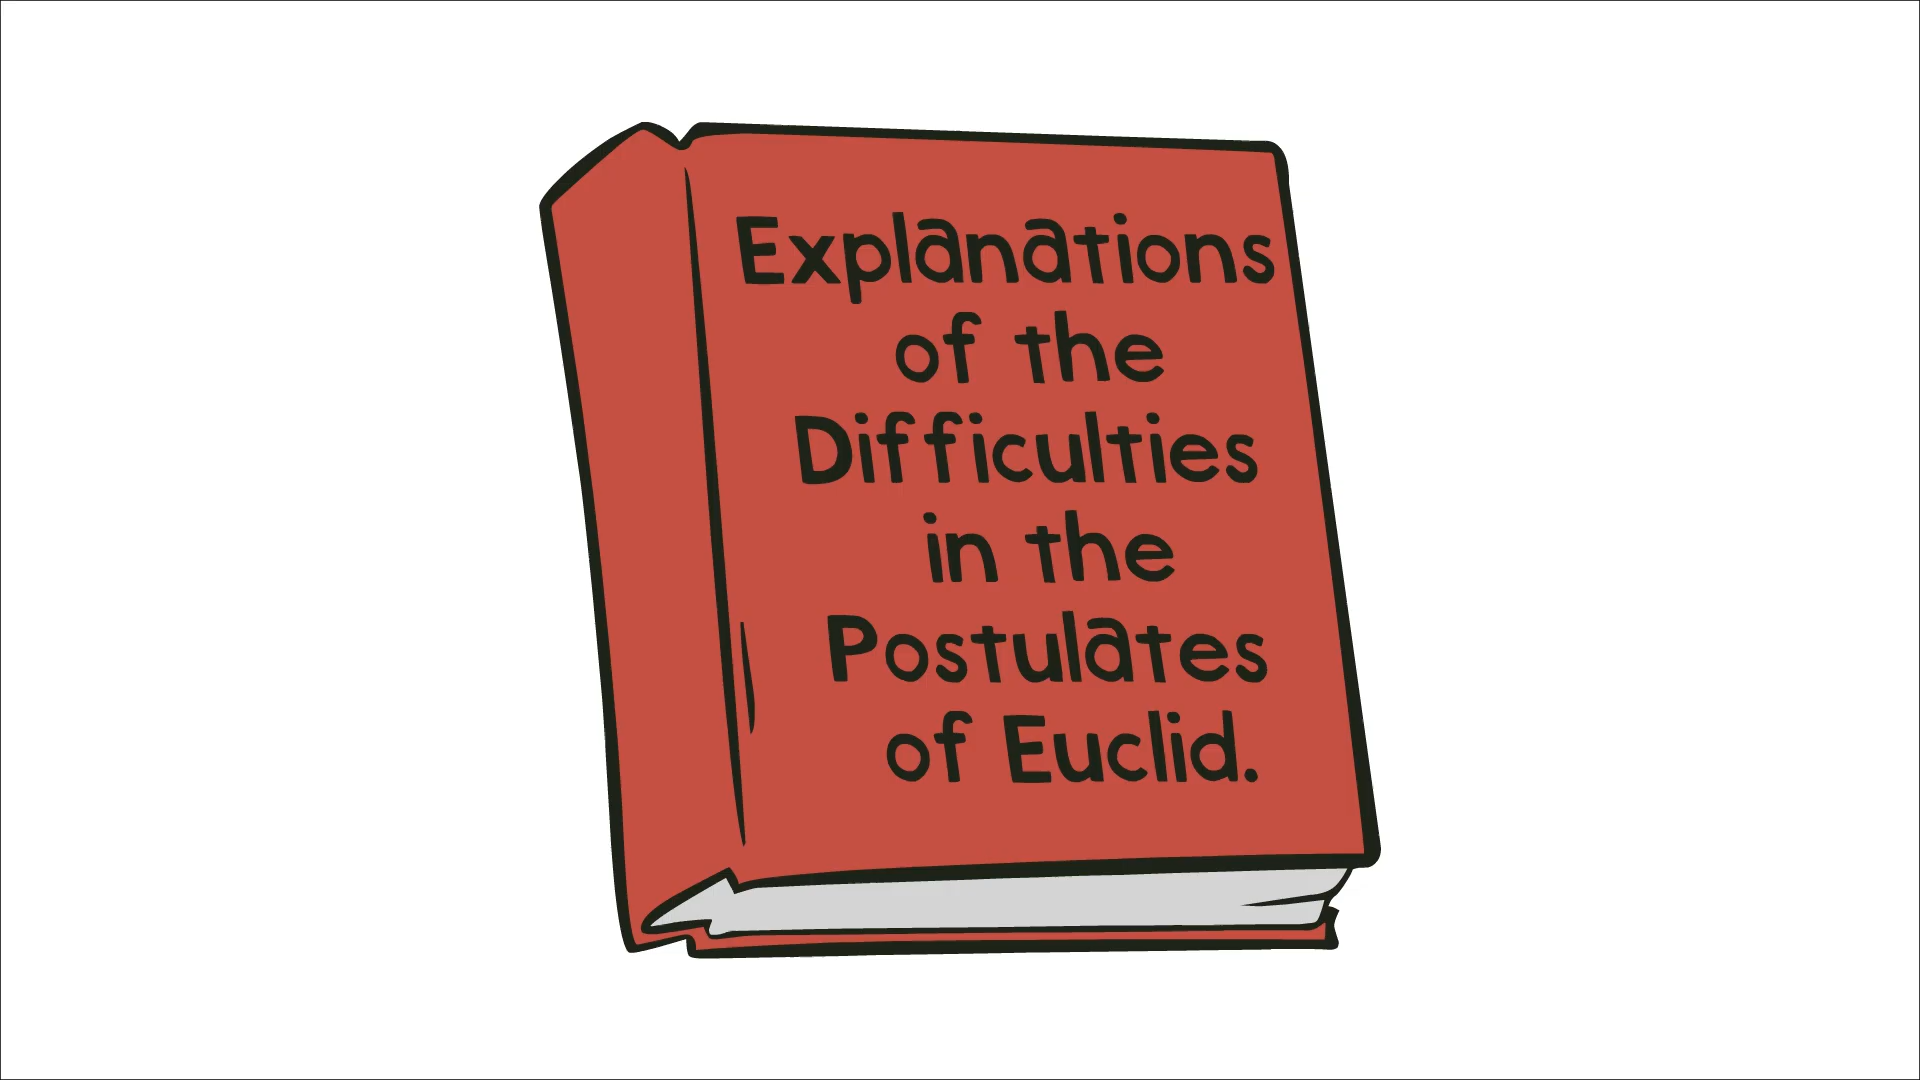 Explanations
of the
Difficulties
in the
Postulates
of Euclid.